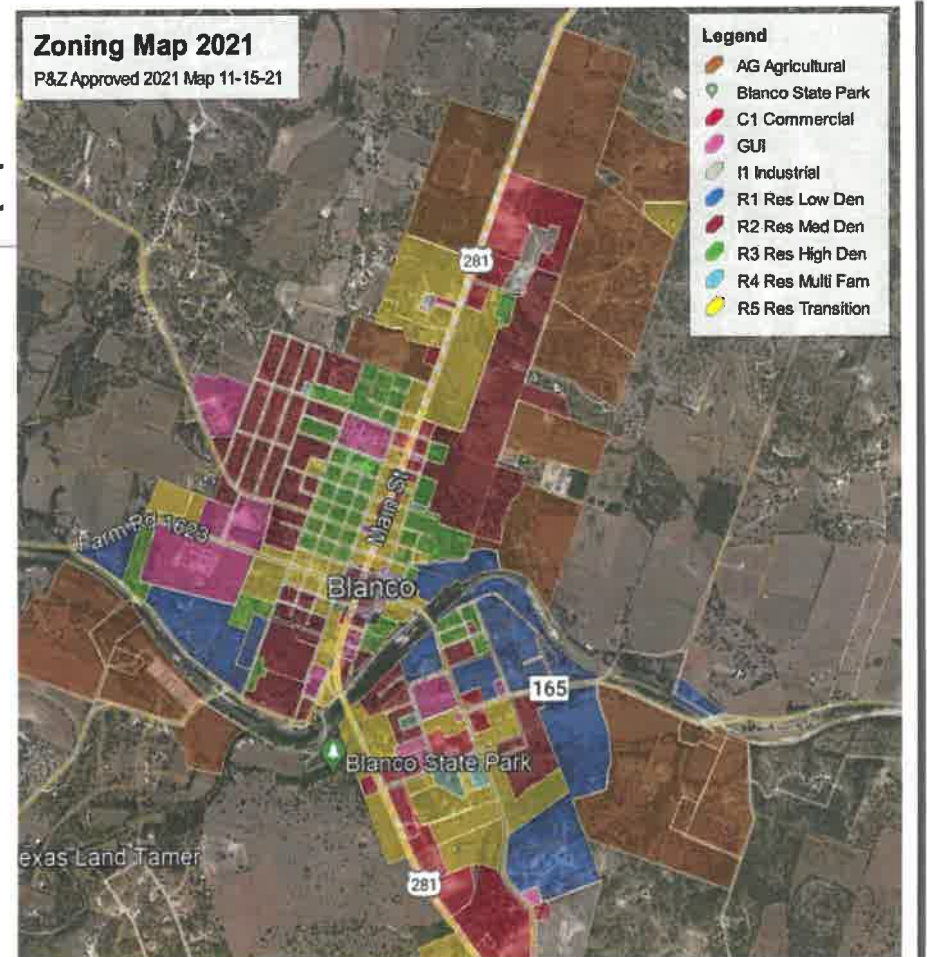 Zoning Map 2021
P&Z Approved 2021 Map 11-15-21
Legend
AG Agricultural
Blanco State Park
C1 Commercial
GUI
I1 Industrial
R1 Res Low Den
R2 Res Med Den
R3 Res High Den
R4 Res Multi Fam
R5 Res Transition
281
Main St
Farm Rd 1623
Blanco
165
Blanco State Park
exas Land Tamer
281